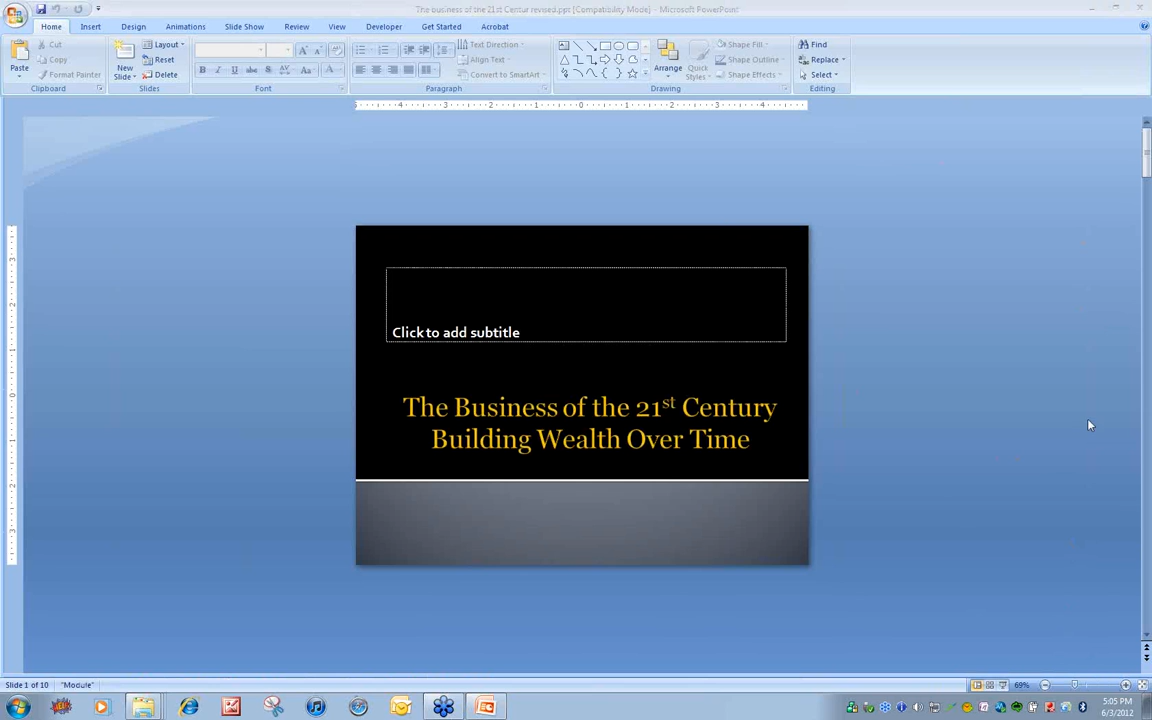 The business of the 21st Centur revised.ppt [Compatibility Mode] - Microsoft PowerPoint
Home Insert Design Animations Slide Show Review View Developer Get Started Acrobat
Paste
Cut
Copy
Format Painter
Clipboard
New Slide
Layout
Reset
Delete
Slides
Font
Text Direction
Align Text
Convert to SmartArt
Paragraph
Arrange
Quick Styles
Shape Fill
Shape Outline
Shape Effects
Drawing
Find
Replace
Select
Editing
Click to add subtitle
The Business of the 21st Century
Building Wealth Over Time
Slide 1 of 10 "Module" 69%
5:05 PM
6/3/2012